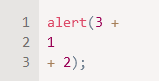 1 alert(3 +
2 1
3 + 2);